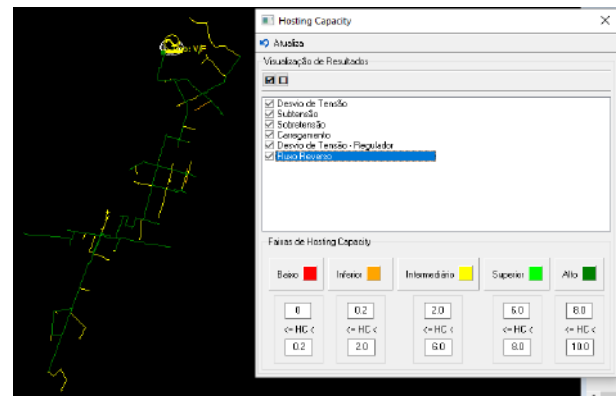 Hosting Capacity
Atualiza
Visualização de Resultados
Desvio de Tensão
Subtensão
Sobretensão
Carregamento
Desvio de Tensão - Regulador
Fluxo Reverso
Faixas de Hosting Capacity
Baixo Inferior Intermediário Superior Alto
0 0.2 2.0 6.0 8.0
<= HC < <= HC < <= HC < <= HC < <= HC <
0.2 2.0 6.0 8.0 10.0